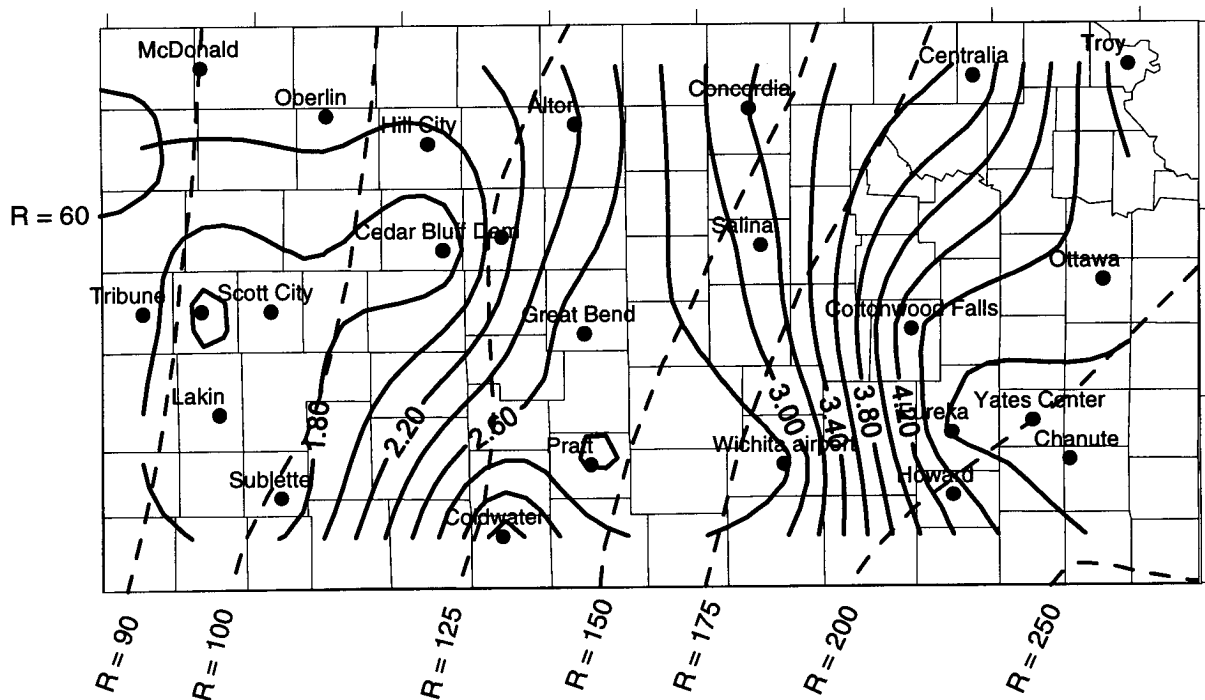 McDonald
Troy
Centralia
Oberlin
Concordia
Alton
Hill City
R = 60
Cedar Bluff Dam
Salina
Ottawa
Tribune
Scott City
Great Bend
Cottonwood Falls
Lakin
1.80
2.20
2.60
3.00
3.40
3.80
4.20
Eureka
Yates Center
Pratt
Wichita airport
Chanute
Sublette
Howard
Coldwater
R = 90
R = 100
R = 125
R = 150
R = 175
R = 200
R = 250